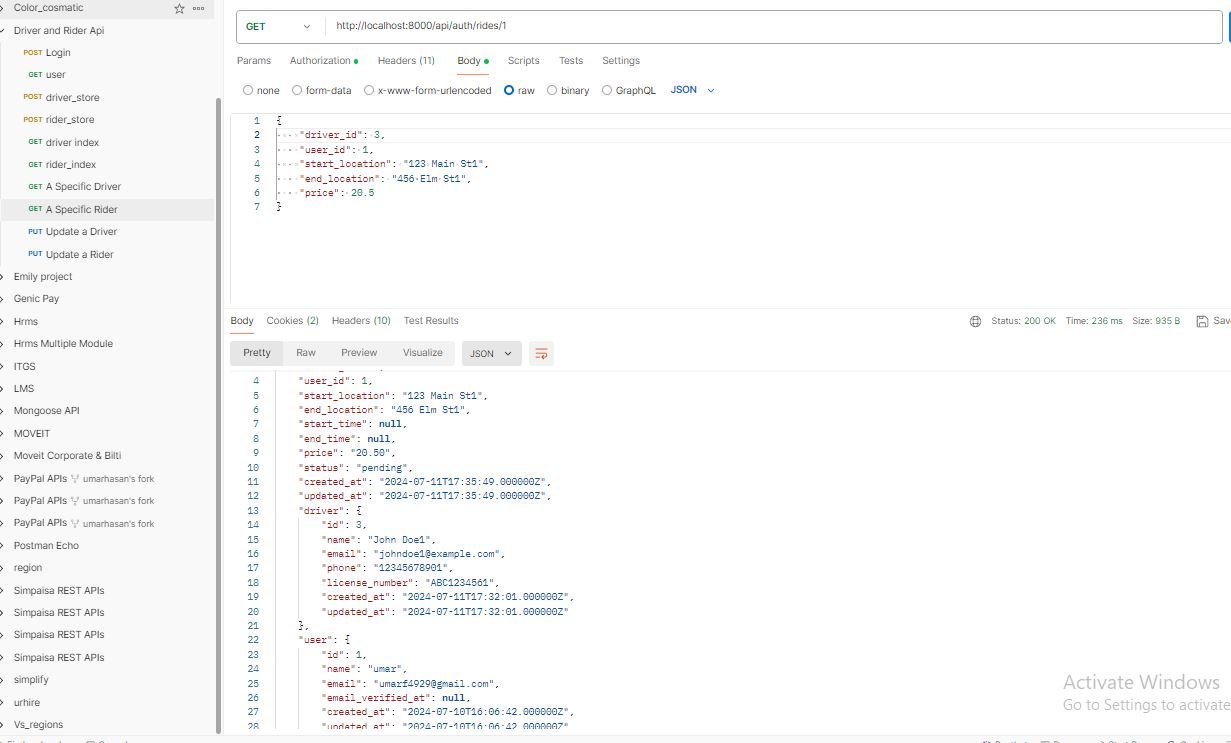 Color_cosmatic
Driver and Rider Api
POST Login
GET user
POST driver_store
POST rider_store
GET driver index
GET rider_index
GET A Specific Driver
GET A Specific Rider
PUT Update a Driver
PUT Update a Rider
Emily project
Genic Pay
Hrms
Hrms Multiple Module
ITGS
LMS
Mongoose API
MOVEIT
Moveit Corporate & Bilti
PayPal APIs umarhasan's fork
PayPal APIs umarhasan's fork
PayPal APIs umarhasan's fork
Postman Echo
region
Simpaisa REST APIs
Simpaisa REST APIs
Simpaisa REST APIs
Simpaisa REST APIs
simplify
urhire
Vs_regions
GET http://localhost:8000/api/auth/rides/1
Params Authorization Headers (11) Body Scripts Tests Settings
none form-data x-www-form-urlencoded raw binary GraphQL JSON
1 {
2 "driver_id": 3,
3 "user_id": 1,
4 "start_location": "123 Main St1",
5 "end_location": "456 Elm St1",
6 "price": 20.5
7 }
Body Cookies (2) Headers (10) Test Results Status: 200 OK Time: 236 ms Size: 935 B Sav
Pretty Raw Preview Visualize JSON
4 "user_id": 1,
5 "start_location": "123 Main St1",
6 "end_location": "456 Elm St1",
7 "start_time": null,
8 "end_time": null,
9 "price": "20.50",
10 "status": "pending",
11 "created_at": "2024-07-11T17:35:49.000000Z",
12 "updated_at": "2024-07-11T17:35:49.000000Z",
13 "driver": {
14 "id": 3,
15 "name": "John Doe1",
16 "email": "johndoe1@example.com",
17 "phone": "12345678901",
18 "license_number": "ABC1234561",
19 "created_at": "2024-07-11T17:32:01.000000Z",
20 "updated_at": "2024-07-11T17:32:01.000000Z"
21 },
22 "user": {
23 "id": 1,
24 "name": "umar",
25 "email": "umarf4929@gmail.com",
26 "email_verified_at": null,
27 "created_at": "2024-07-10T16:06:42.000000Z",
28 "updated_at": "2024-07-10T16:06:42.000000Z"
Activate Windows
Go to Settings to activate